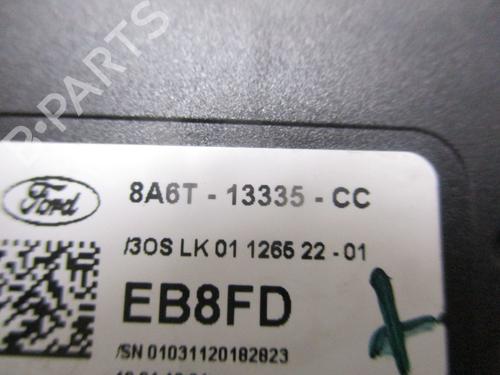 B-PARTS
Ford
8A6T - 13335 - CC
/3OS LK 01 1265 22 - 01
EB8FD
/SN 01031120182823